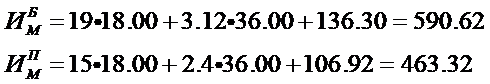 И_М^Б = 19•18.00 + 3.12•36.00 + 136.30 = 590.62
И_М^П = 15•18.00 + 2.4•36.00 + 106.92 = 463.32